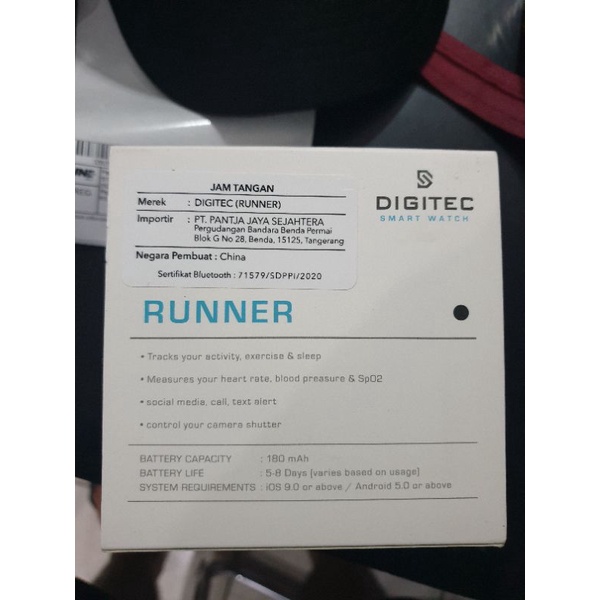 JAM TANGAN
Merek : DIGITEC (RUNNER)
Importir : PT. PANTJA JAYA SEJAHTERA
Pergudangan Bandara Benda Permai
Blok G No 28, Benda, 15125, Tangerang
Negara Pembuat : China
Sertifikat Bluetooth : 71579/SDPPI/2020
DIGITEC
SMART WATCH
RUNNER
• Tracks your activity, exercise & sleep
• Measures your heart rate, blood preasure & SpO2
• social media, call, text alert
• control your camera shutter
BATTERY CAPACITY : 180 mAh
BATTERY LIFE : 5-8 Days (varies based on usage)
SYSTEM REQUIREMENTS : iOS 9.0 or above / Android 5.0 or above